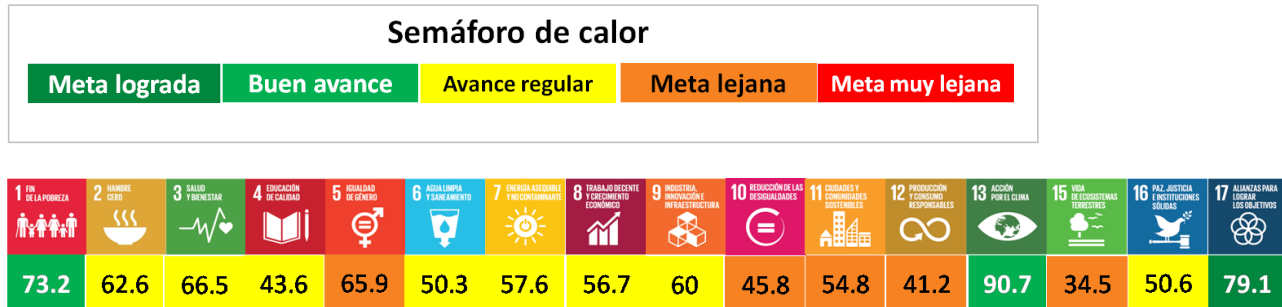 Semáforo de calor
Meta lograda Buen avance Avance regular Meta lejana Meta muy lejana
1 FIN
DE LA POBREZA
2 HAMBRE
CERO
3 SALUD
Y BIENESTAR
4 EDUCACIÓN
DE CALIDAD
5 IGUALDAD
DE GÉNERO
6 AGUA LIMPIA
Y SANEAMIENTO
7 ENERGÍA ASEQUIBLE
Y NO CONTAMINANTE
8 TRABAJO DECENTE
Y CRECIMIENTO
ECONÓMICO
9 INDUSTRIA,
INNOVACIÓN E
INFRAESTRUCTURA
10 REDUCCIÓN DE LAS
DESIGUALDADES
11 CIUDADES Y
COMUNIDADES
SOSTENIBLES
12 PRODUCCIÓN
Y CONSUMO
RESPONSABLES
13 ACCIÓN
POR EL CLIMA
15 VIDA
DE ECOSISTEMAS
TERRESTRES
16 PAZ, JUSTICIA
E INSTITUCIONES
SÓLIDAS
17 ALIANZAS PARA
LOGRAR
LOS OBJETIVOS
73.2 62.6 66.5 43.6 65.9 50.3 57.6 56.7 60 45.8 54.8 41.2 90.7 34.5 50.6 79.1